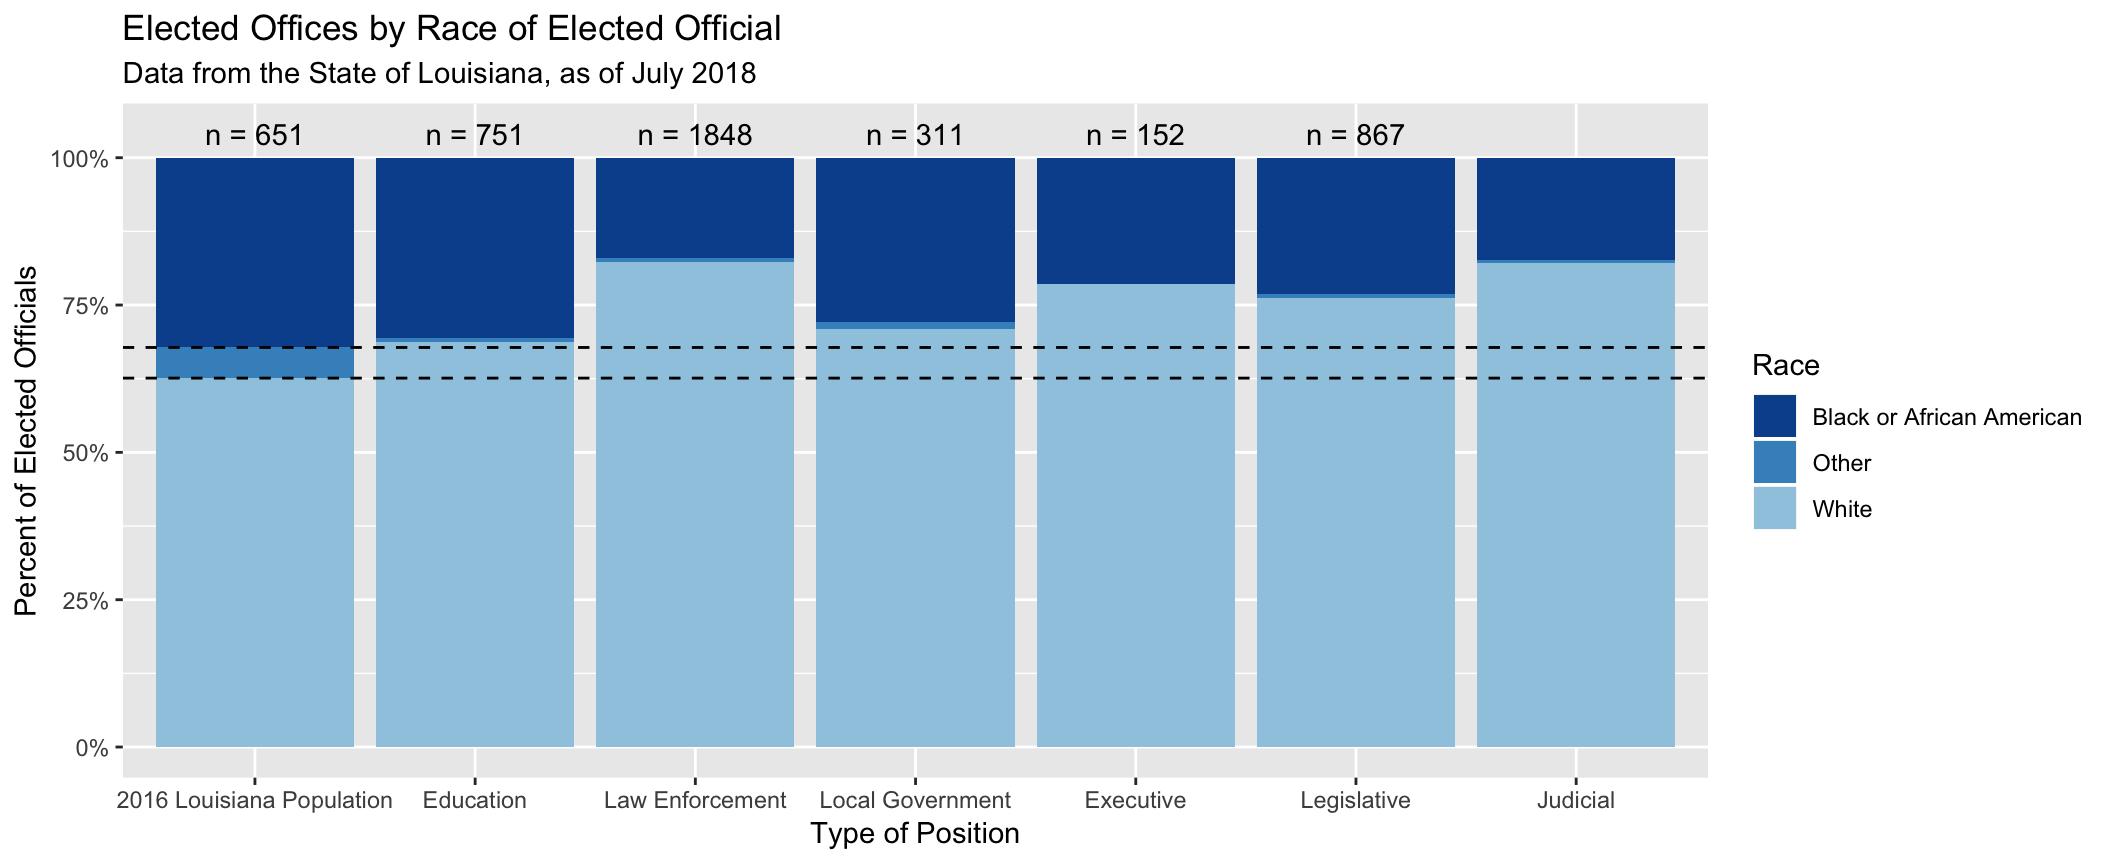 Elected Offices by Race of Elected Official
Data from the State of Louisiana, as of July 2018
n = 651 n = 751 n = 1848 n = 311 n = 152 n = 867
100%
75%
50%
25%
0%
Percent of Elected Officials
2016 Louisiana Population Education Law Enforcement Local Government Executive Legislative Judicial
Type of Position
Race
Black or African American
Other
White